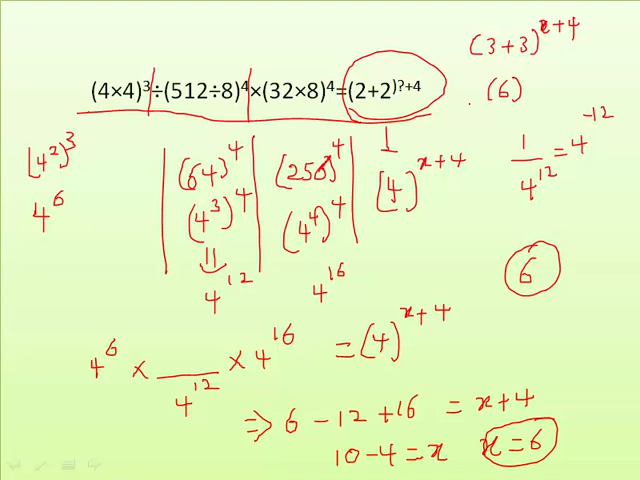 (3+3)^x+4
(4×4)³÷(512÷8)⁴×(32×8)⁴=(2+2)^?+4
(6)
(4²)³
(64)⁴
(256)⁴
(4)^x+4
1/4¹² = 4⁻¹²
4⁶
(4³)⁴
(4⁴)⁴
4¹²
4¹⁶
6
4⁶ × —/4¹² × 4¹⁶ = (4)^x+4
⇒ 6 - 12 + 16 = x + 4
10 - 4 = x
x = 6